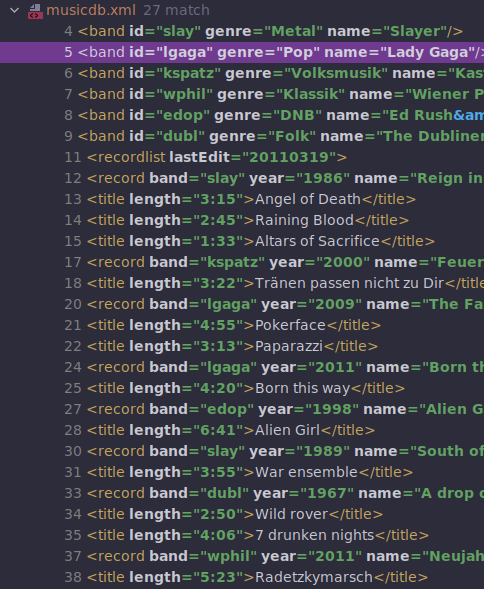 musicdb.xml 27 match
4 <band id="slay" genre="Metal" name="Slayer"/>
5 <band id="lgaga" genre="Pop" name="Lady Gaga"/>
6 <band id="kspatz" genre="Volksmusik" name="Kas
7 <band id="wphil" genre="Klassik" name="Wiener P
8 <band id="edop" genre="DNB" name="Ed Rush&am
9 <band id="dubl" genre="Folk" name="The Dubliner
11 <recordlist lastEdit="20110319">
12 <record band="slay" year="1986" name="Reign in
13 <title length="3:15">Angel of Death</title>
14 <title length="2:45">Raining Blood</title>
15 <title length="1:33">Altars of Sacrifice</title>
17 <record band="kspatz" year="2000" name="Feuer
18 <title length="3:22">Tränen passen nicht zu Dir</title
20 <record band="lgaga" year="2009" name="The Fa
21 <title length="4:55">Pokerface</title>
22 <title length="3:13">Paparazzi</title>
24 <record band="lgaga" year="2011" name="Born th
25 <title length="4:20">Born this way</title>
27 <record band="edop" year="1998" name="Alien G
28 <title length="6:41">Alien Girl</title>
30 <record band="slay" year="1989" name="South of
31 <title length="3:55">War ensemble</title>
33 <record band="dubl" year="1967" name="A drop o
34 <title length="2:50">Wild rover</title>
35 <title length="4:06">7 drunken nights</title>
37 <record band="wphil" year="2011" name="Neujah
38 <title length="5:23">Radetzkymarsch</title>